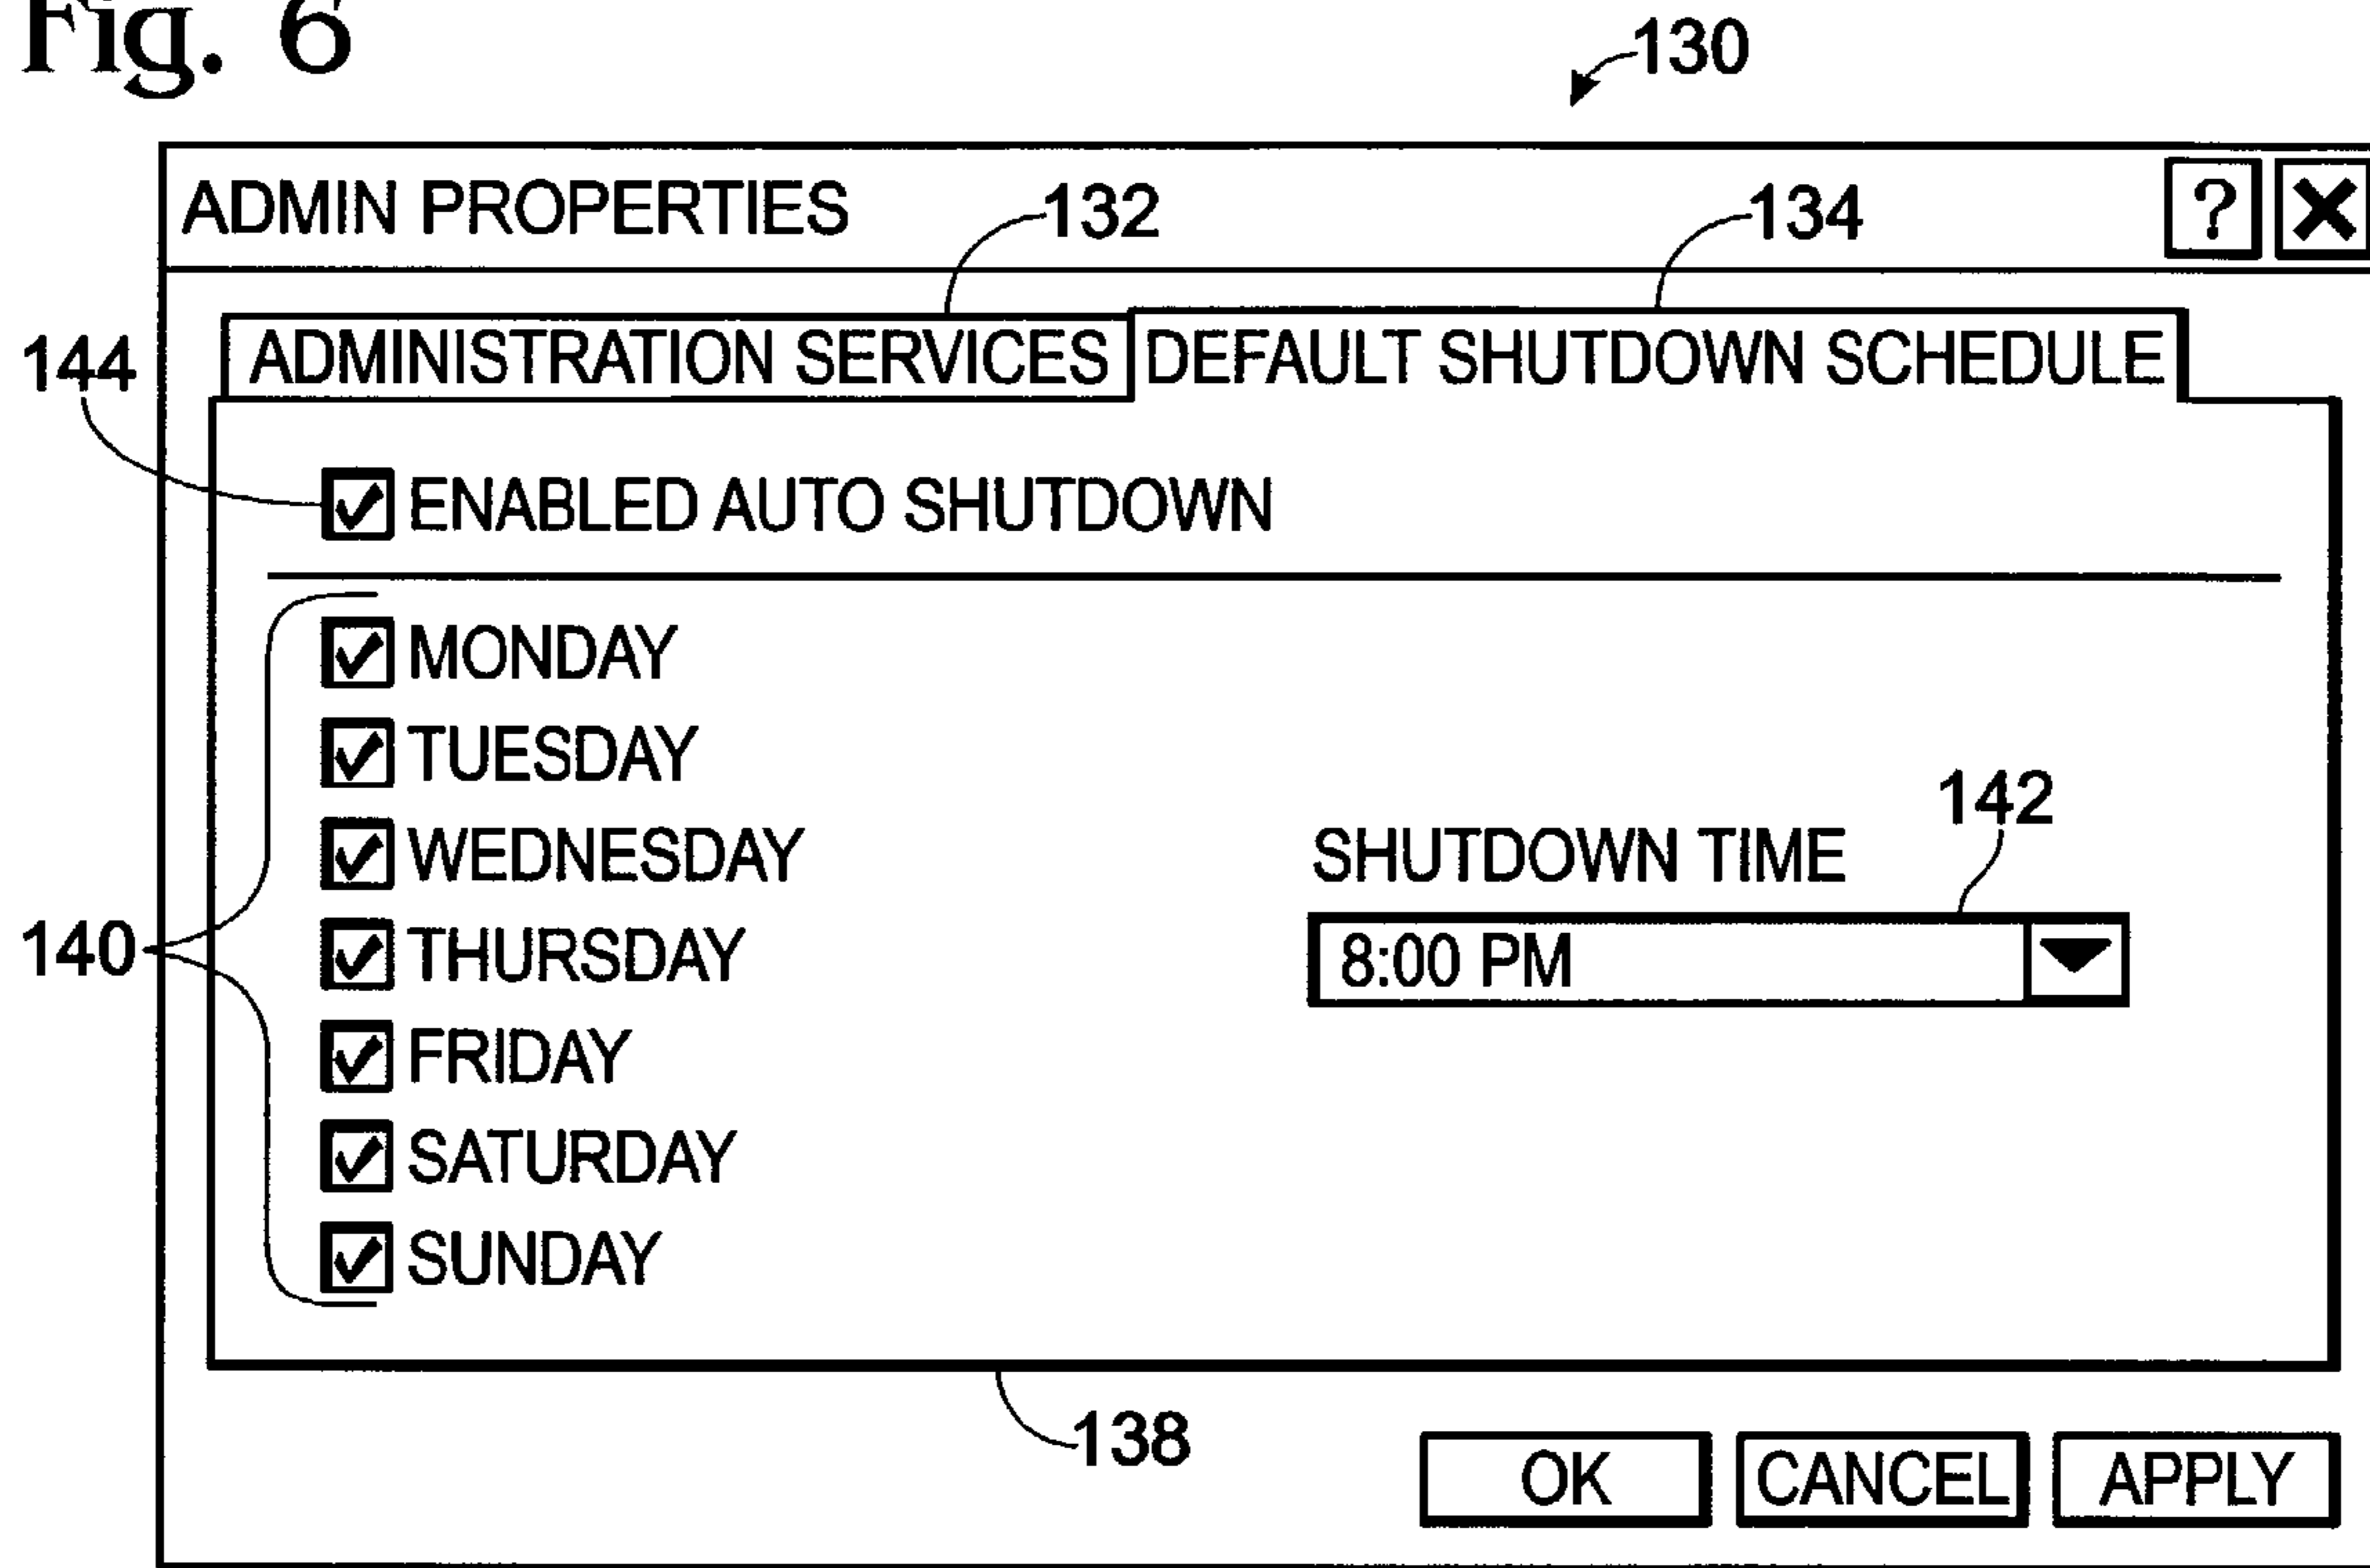 Fig. 6
130
ADMIN PROPERTIES
132
134
?
144
ADMINISTRATION SERVICES
DEFAULT SHUTDOWN SCHEDULE
ENABLED AUTO SHUTDOWN
MONDAY
TUESDAY
WEDNESDAY
THURSDAY
FRIDAY
SATURDAY
SUNDAY
140
SHUTDOWN TIME
142
8:00 PM
138
OK
CANCEL
APPLY